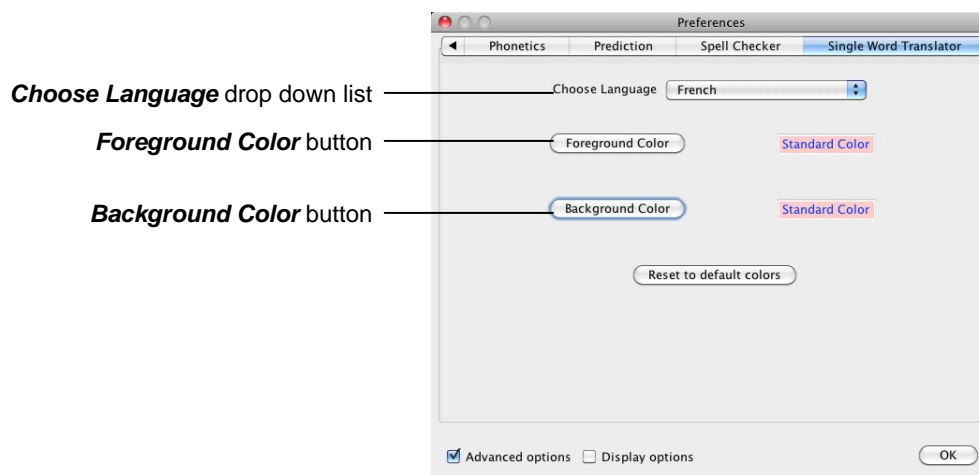 Preferences
Phonetics Prediction Spell Checker Single Word Translator
Choose Language drop down list
Choose Language French
Foreground Color button
Foreground Color Standard Color
Background Color button
Background Color Standard Color
Reset to default colors
Advanced options Display options OK